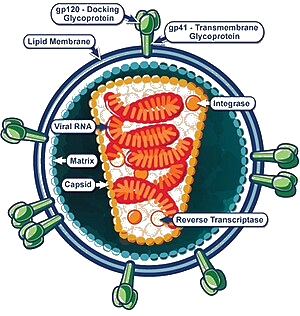 gp120 - Docking
Glycoprotein
gp41 - Transmembrane
Glycoprotein
Lipid Membrane
Integrase
Viral RNA
Matrix
Capsid
Reverse Transcriptase